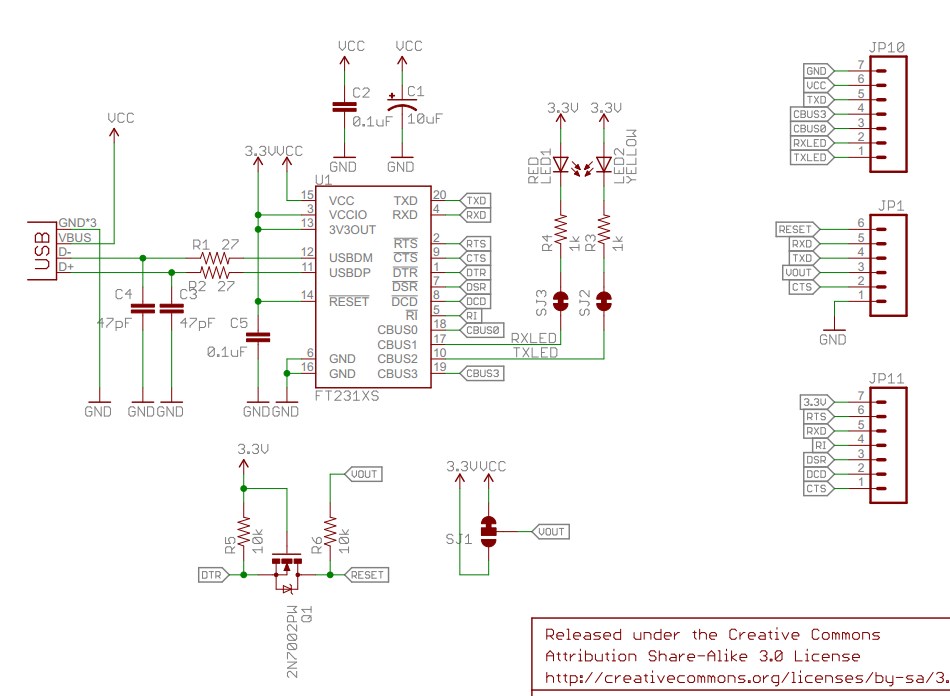 VCC
VCC
C2
0.1uF
C1
10uF
GND
GND
VCC
3.3V
VCC
USB
GND*3
VBUS
D-
D+
R1 27
R2 27
C4
47pF
C3
47pF
C5
0.1uF
GND
GND
GND
GND
GND
U1
15 VCC
3 VCCIO
13 3V3OUT
12 USBDM
11 USBDP
14 RESET
6 GND
16 GND
TXD 20 TXD
RXD 4 RXD
RTS 2 RTS
CTS 9 CTS
DTR 1 DTR
DSR 7 DSR
DCD 8 DCD
RI 5 RI
CBUS0 18 CBUS0
CBUS1 17 RXLED
CBUS2 10 TXLED
CBUS3 19 CBUS3
FT231XS
3.3V
3.3V
RED
LED1
LED2
YELLOW
R4
1k
R3
1k
SJ3
SJ2
JP10
GND 7
VCC 6
TXD 5
CBUS3 4
CBUS0 3
RXLED 2
TXLED 1
JP1
RESET 6
RXD 5
TXD 4
VOUT 3
CTS 2
1
GND
JP11
3.3V 7
RTS 6
RXD 5
RI 4
DSR 3
DCD 2
CTS 1
3.3V
VOUT
R5
10k
R6
10k
DTR
RESET
2N7002PW
Q1
3.3V
VCC
SJ1
VOUT
Released under the Creative Commons
Attribution Share-Alike 3.0 License
http://creativecommons.org/licenses/by-sa/3.